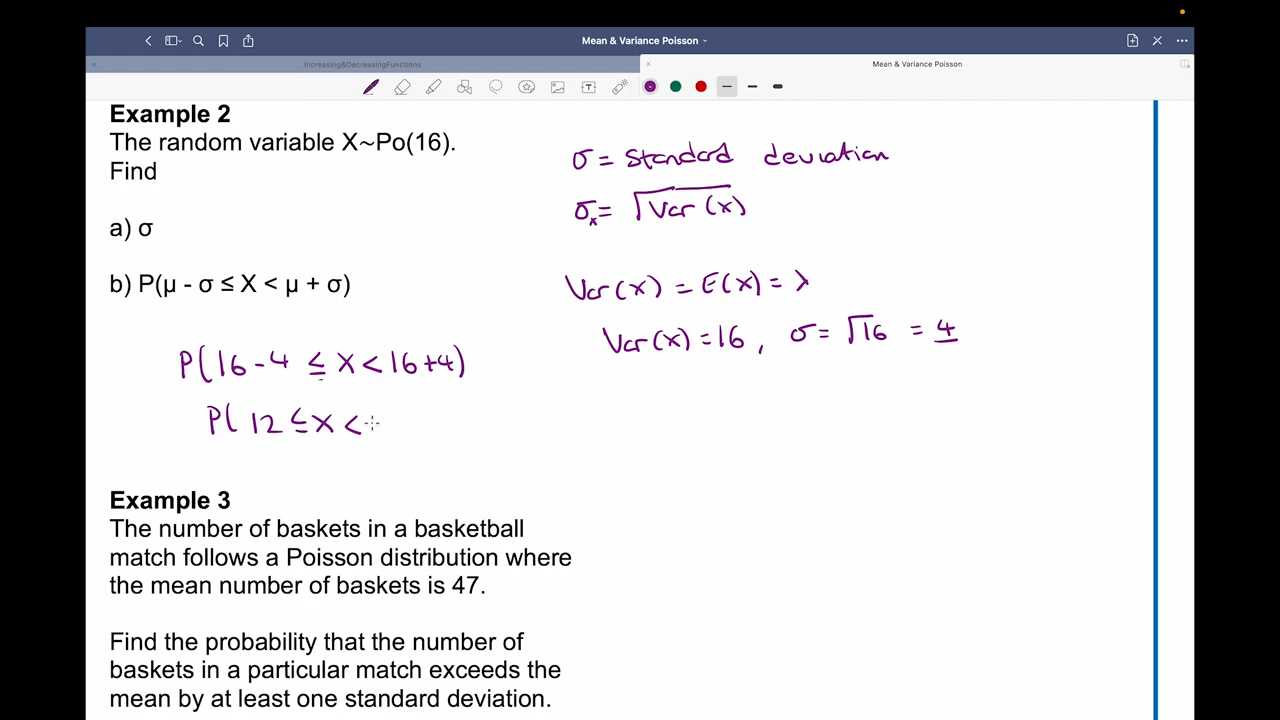 Mean & Variance Poisson
Increasing&DecreasingFunctions
Mean & Variance Poisson
Example 2
The random variable X~Po(16).
Find
a) σ
b) P(μ - σ ≤ X < μ + σ)
σ = Standard deviation
σₓ = √Var(x)
Var(x) = E(x) = λ
Var(x) = 16, σ = √16 = 4
P(16-4 ≤ X < 16+4)
P( 12 ≤ X <
Example 3
The number of baskets in a basketball
match follows a Poisson distribution where
the mean number of baskets is 47.
Find the probability that the number of
baskets in a particular match exceeds the
mean by at least one standard deviation.